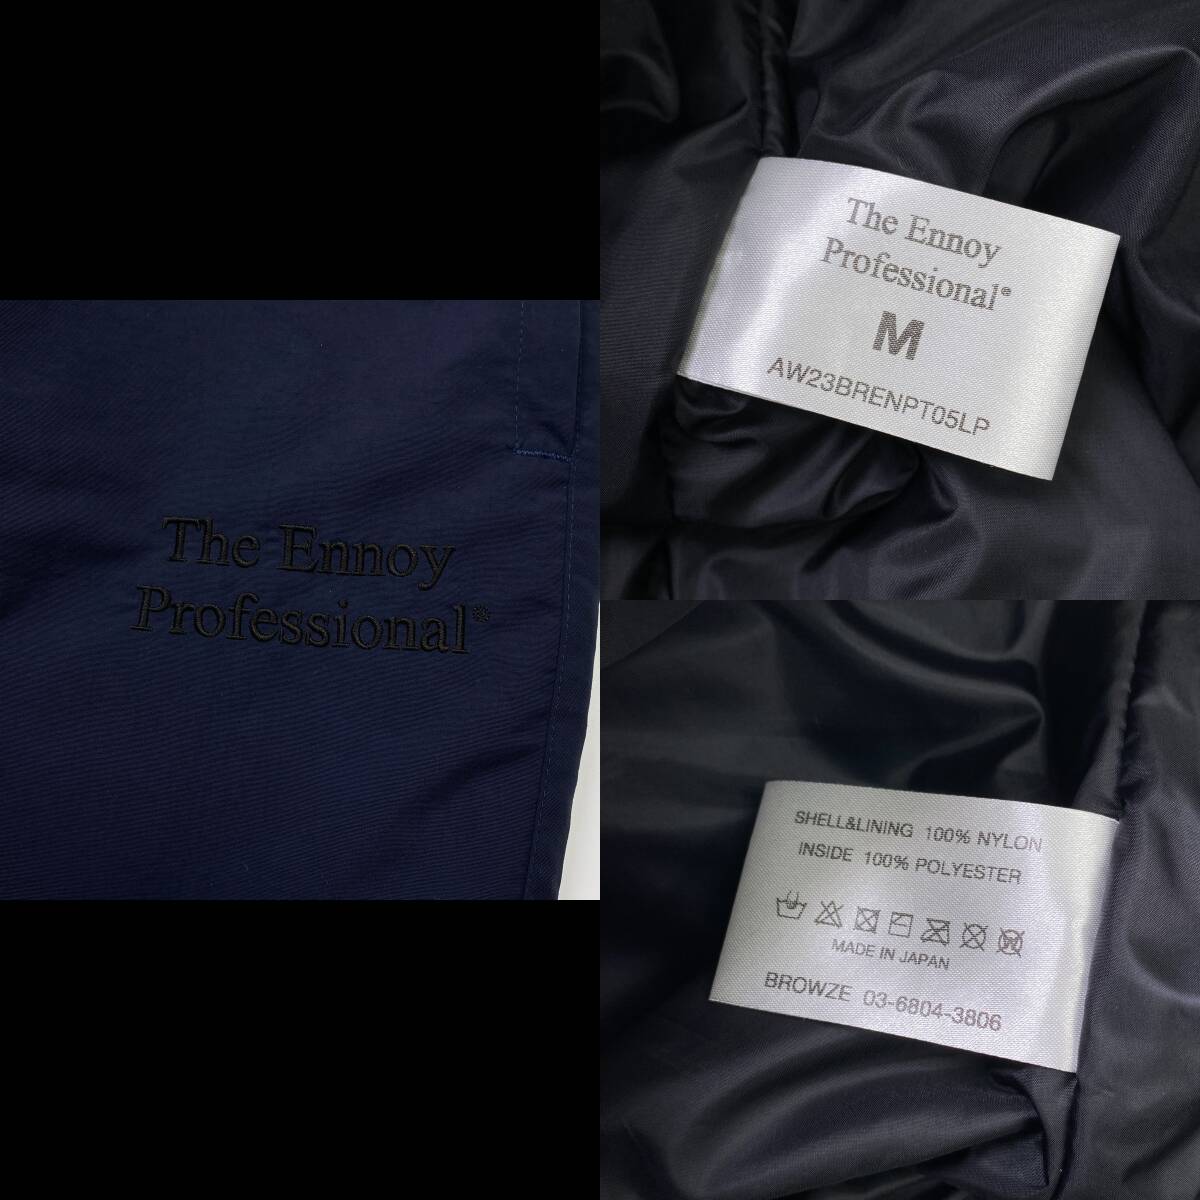 The Ennoy
Professional®
The Ennoy
Professional®
M
AW23BRENPT05LP
SHELL&LINING 100% NYLON
INSIDE 100% POLYESTER
MADE IN JAPAN
BROWZE 03-6804-3806